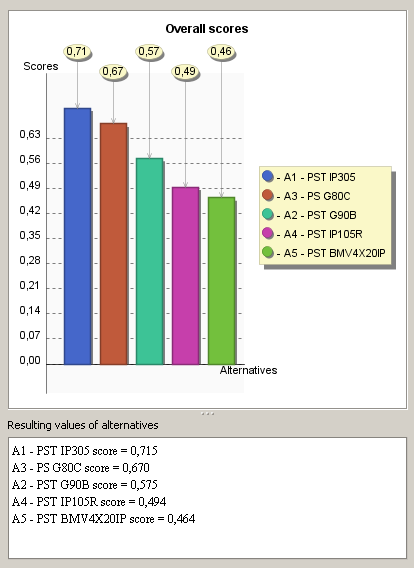 Overall scores
0,71
0,67
0,57
0,49
0,46
Scores
0,63
0,56
0,49
0,42
0,35
0,28
0,21
0,14
0,07
0,00
Alternatives
- A1 - PST IP305
- A3 - PS G80C
- A2 - PST G90B
- A4 - PST IP105R
- A5 - PST BMV4X20IP
Resulting values of alternatives
A1 - PST IP305 score = 0,715
A3 - PS G80C score = 0,670
A2 - PST G90B score = 0,575
A4 - PST IP105R score = 0,494
A5 - PST BMV4X20IP score = 0,464